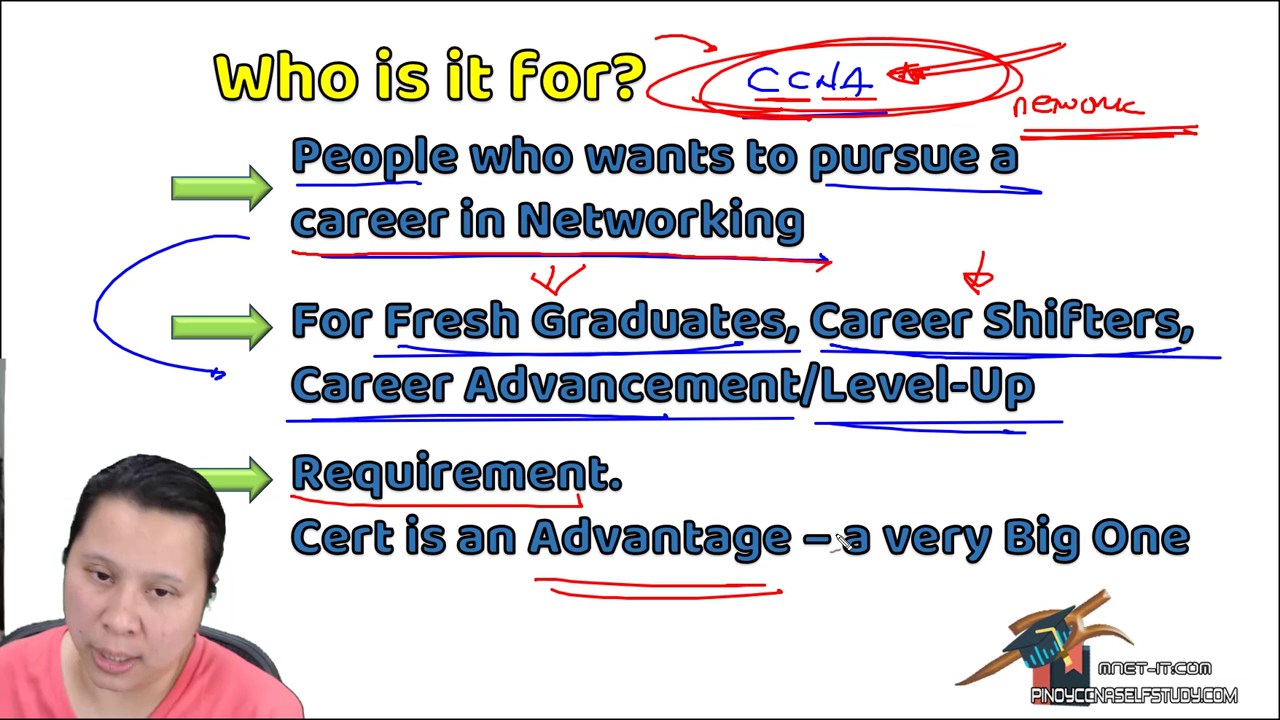 Who is it for?
CCNA
network
People who wants to pursue a
career in Networking
For Fresh Graduates, Career Shifters,
Career Advancement/Level-Up
Requirement.
Cert is an Advantage – a very Big One
MNET-IT.COM
PINOYCCNASELFSTUDY.COM